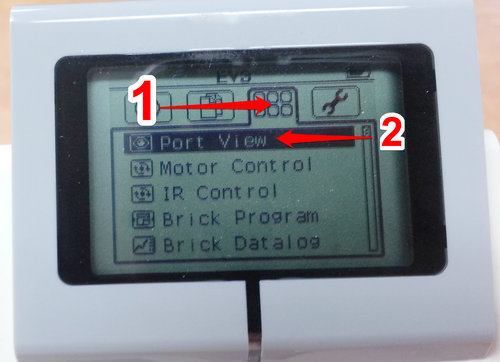 EV3
1
Port View
2
Motor Control
IR Control
Brick Program
Brick Datalog